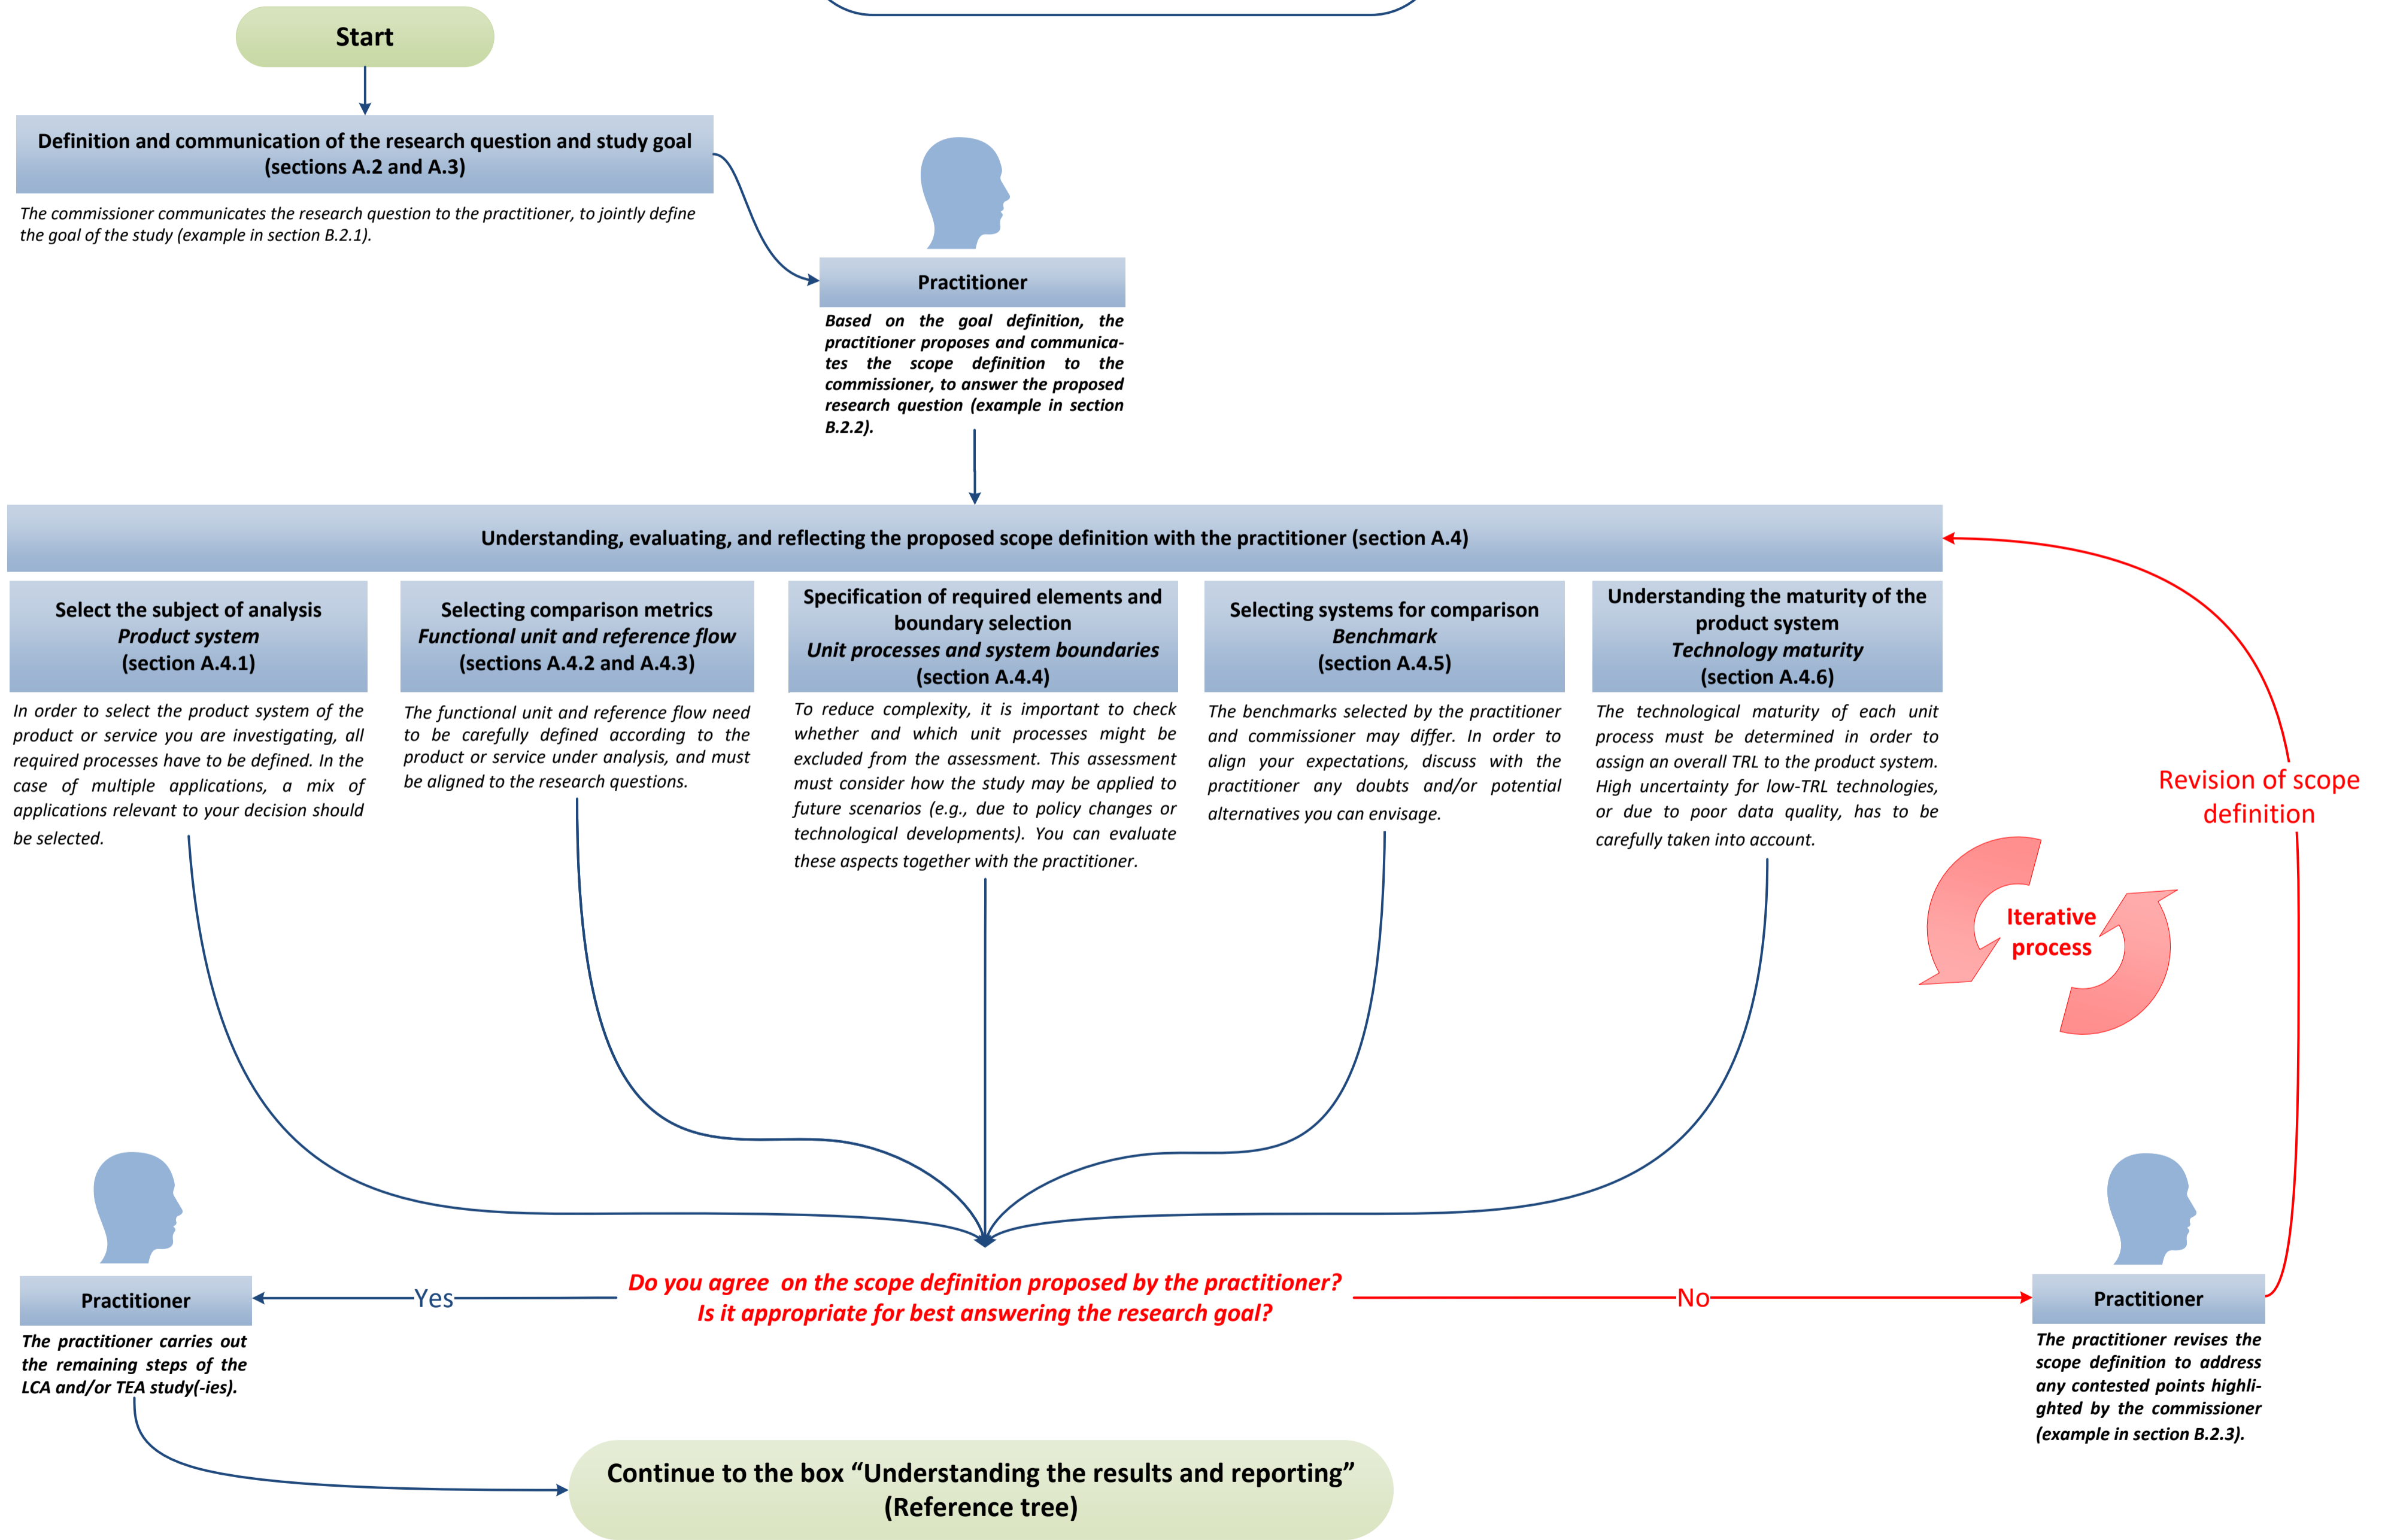 Start
Definition and communication of the research question and study goal
(sections A.2 and A.3)
The commissioner communicates the research question to the practitioner, to jointly define
the goal of the study (example in section B.2.1).
Practitioner
Based on the goal definition, the
practitioner proposes and communica-
tes the scope definition to the
commissioner, to answer the proposed
research question (example in section
B.2.2).
Understanding, evaluating, and reflecting the proposed scope definition with the practitioner (section A.4)
Select the subject of analysis
Product system
(section A.4.1)
In order to select the product system of the
product or service you are investigating, all
required processes have to be defined. In the
case of multiple applications, a mix of
applications relevant to your decision should
be selected.
Selecting comparison metrics
Functional unit and reference flow
(sections A.4.2 and A.4.3)
The functional unit and reference flow need
to be carefully defined according to the
product or service under analysis, and must
be aligned to the research questions.
Specification of required elements and
boundary selection
Unit processes and system boundaries
(section A.4.4)
To reduce complexity, it is important to check
whether and which unit processes might be
excluded from the assessment. This assessment
must consider how the study may be applied to
future scenarios (e.g., due to policy changes or
technological developments). You can evaluate
these aspects together with the practitioner.
Selecting systems for comparison
Benchmark
(section A.4.5)
The benchmarks selected by the practitioner
and commissioner may differ. In order to
align your expectations, discuss with the
practitioner any doubts and/or potential
alternatives you can envisage.
Understanding the maturity of the
product system
Technology maturity
(section A.4.6)
The technological maturity of each unit
process must be determined in order to
assign an overall TRL to the product system.
High uncertainty for low-TRL technologies,
or due to poor data quality, has to be
carefully taken into account.
Revision of scope
definition
Iterative
process
Do you agree  on the scope definition proposed by the practitioner?
Is it appropriate for best answering the research goal?
Yes
No
Practitioner
The practitioner carries out
the remaining steps of the
LCA and/or TEA study(-ies).
Practitioner
The practitioner revises the
scope definition to address
any contested points highli-
ghted by the commissioner
(example in section B.2.3).
Continue to the box “Understanding the results and reporting”
(Reference tree)